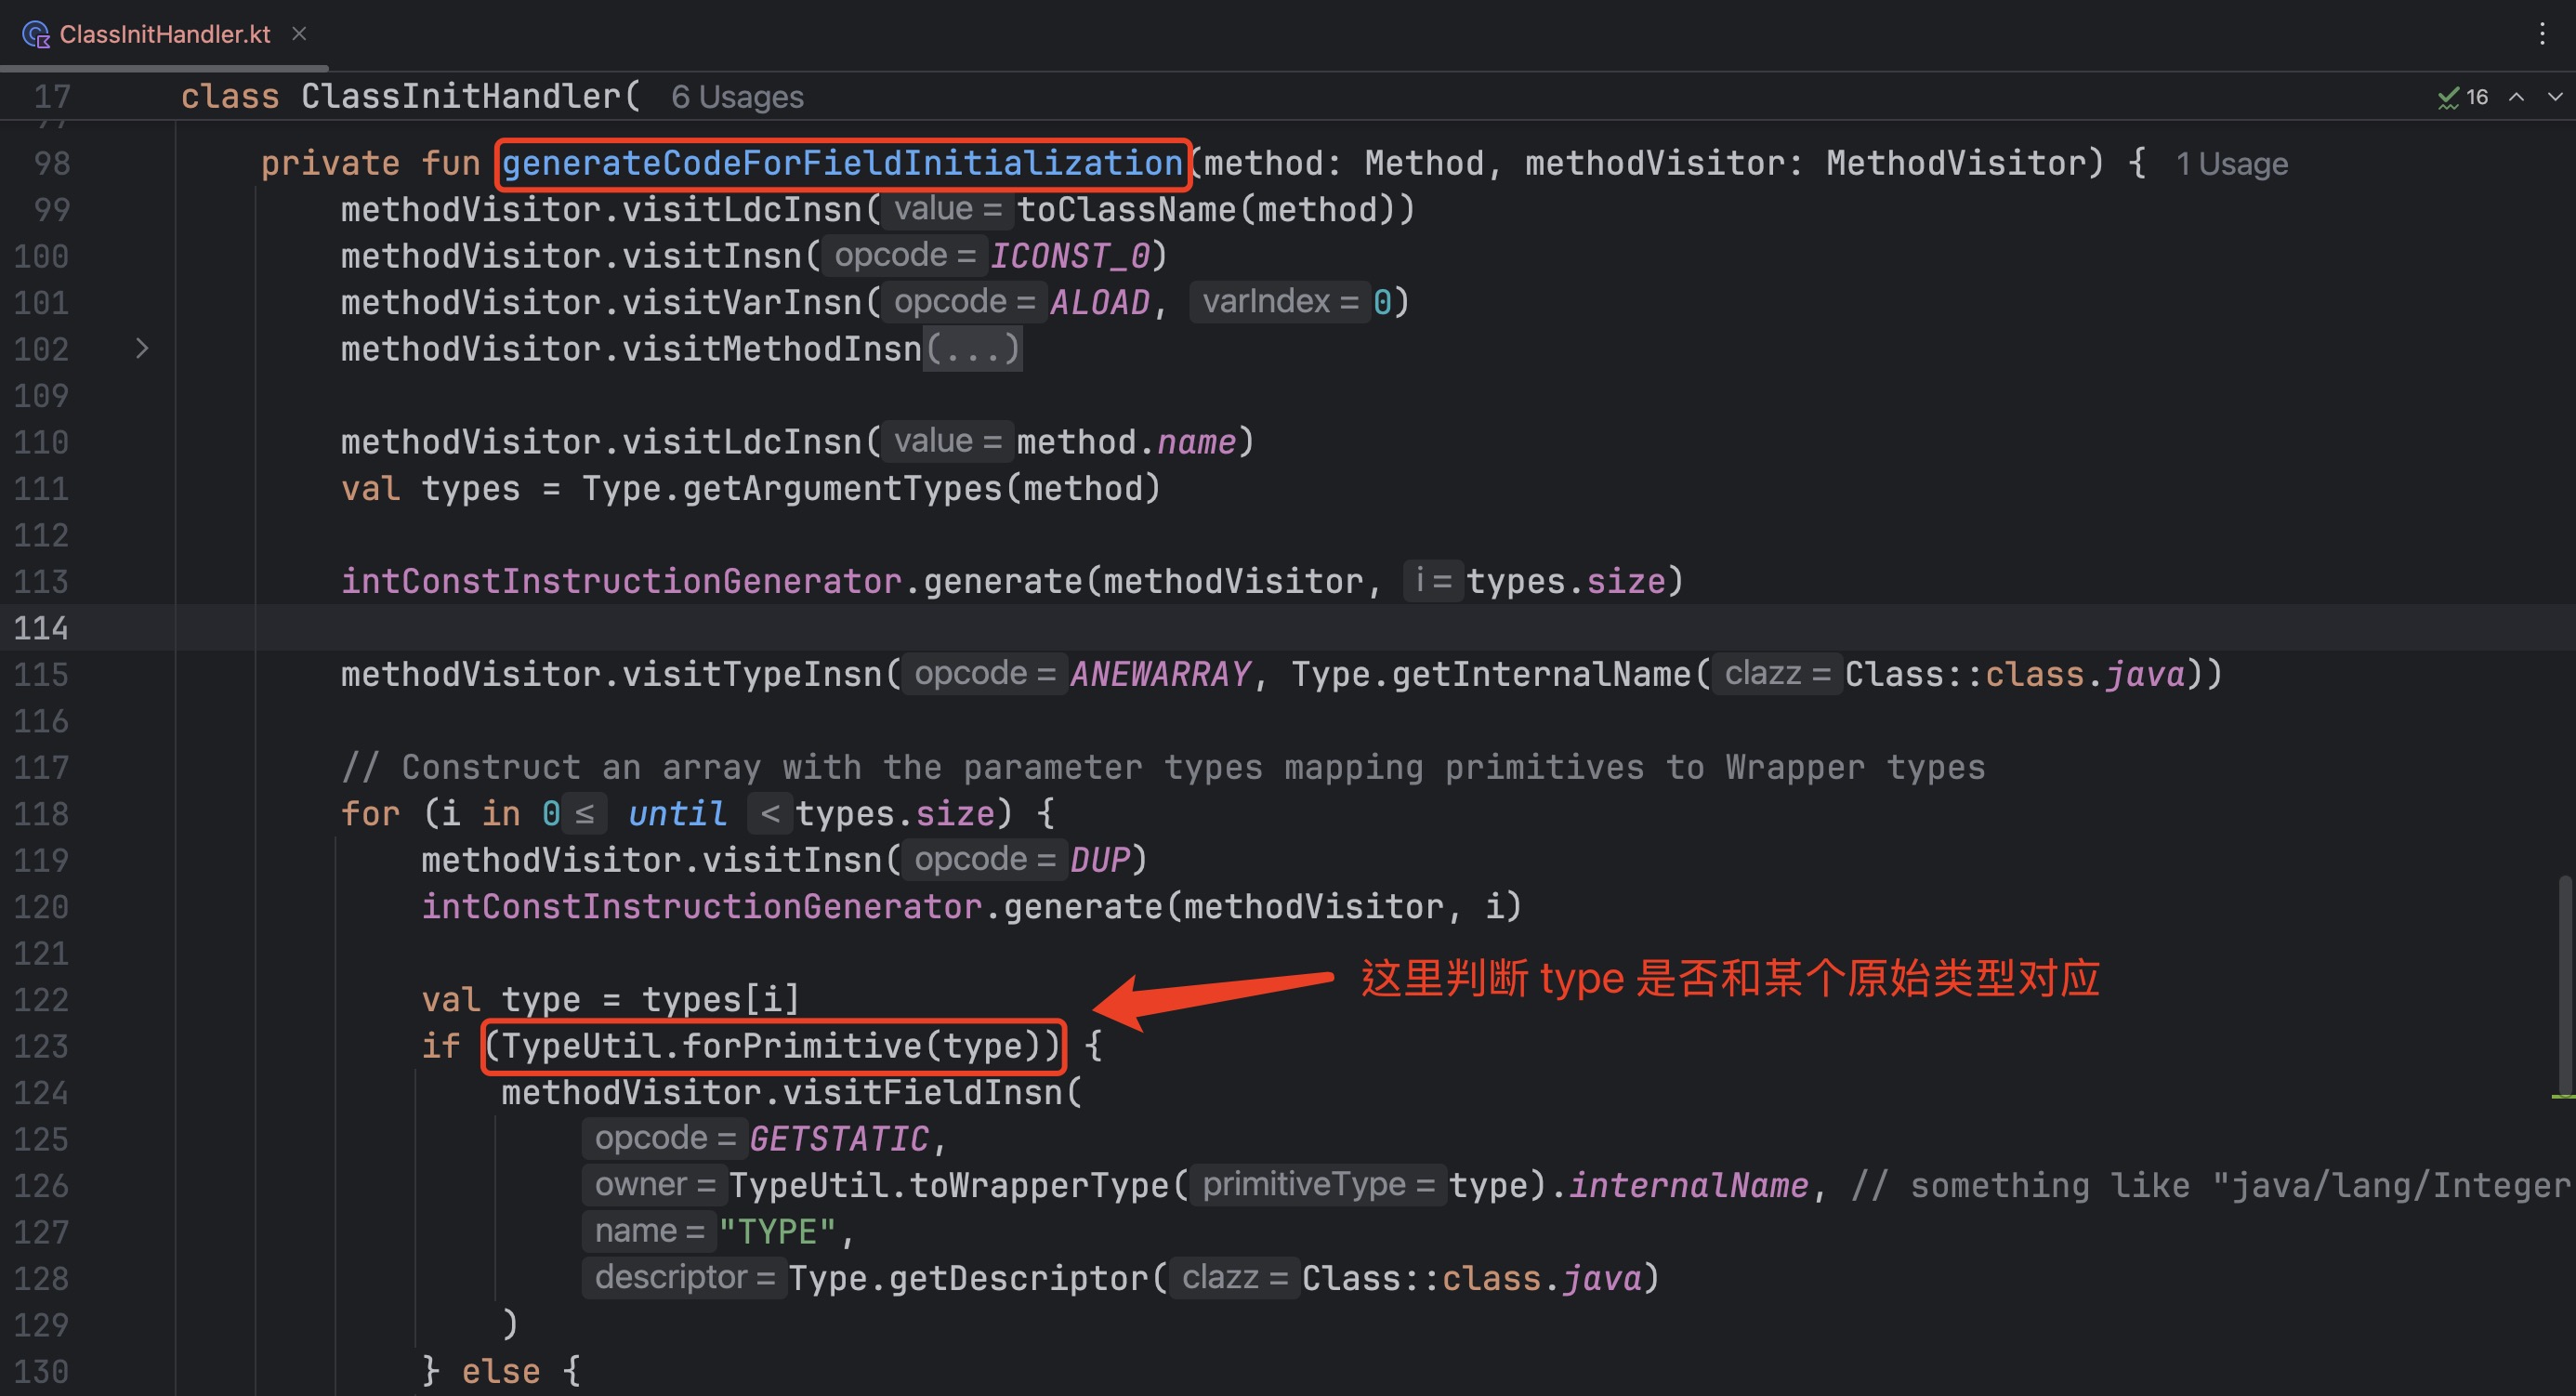 ClassInitHandler.kt
17 class ClassInitHandler( 6 Usages 16
98 private fun generateCodeForFieldInitialization(method: Method, methodVisitor: MethodVisitor) { 1 Usage
99 methodVisitor.visitLdcInsn( value = toClassName(method))
100 methodVisitor.visitInsn( opcode = ICONST_0)
101 methodVisitor.visitVarInsn( opcode = ALOAD, varIndex = 0)
102 methodVisitor.visitMethodInsn(...)
109
110 methodVisitor.visitLdcInsn( value = method.name)
111 val types = Type.getArgumentTypes(method)
112
113 intConstInstructionGenerator.generate(methodVisitor, i = types.size)
114
115 methodVisitor.visitTypeInsn( opcode = ANEWARRAY, Type.getInternalName( clazz = Class::class.java))
116
117 // Construct an array with the parameter types mapping primitives to Wrapper types
118 for (i in 0 ≤ until < types.size) {
119 methodVisitor.visitInsn( opcode = DUP)
120 intConstInstructionGenerator.generate(methodVisitor, i)
121
这里判断 type 是否和某个原始类型对应
122 val type = types[i]
123 if (TypeUtil.forPrimitive(type)) {
124 methodVisitor.visitFieldInsn(
125 opcode = GETSTATIC,
126 owner = TypeUtil.toWrapperType( primitiveType = type).internalName, // something like "java/lang/Integer
127 name = "TYPE",
128 descriptor = Type.getDescriptor( clazz = Class::class.java)
129 )
130 } else {